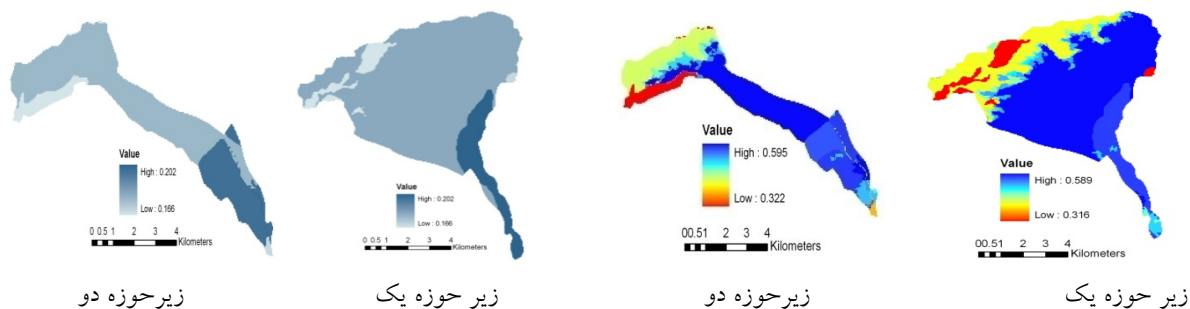 Value
High : 0.202
Low : 0.166
0 0.5 1 2 3 4
Kilometers
زیرحوزه دو
Value
High : 0.202
Low : 0.166
0 0.5 1 2 3 4
Kilometers
زیر حوزه یک
Value
High : 0.595
Low : 0.322
00.51 2 3 4
Kilometers
زیرحوزه دو
Value
High : 0.589
Low : 0.316
00.51 2 3 4
Kilometers
زیر حوزه یک